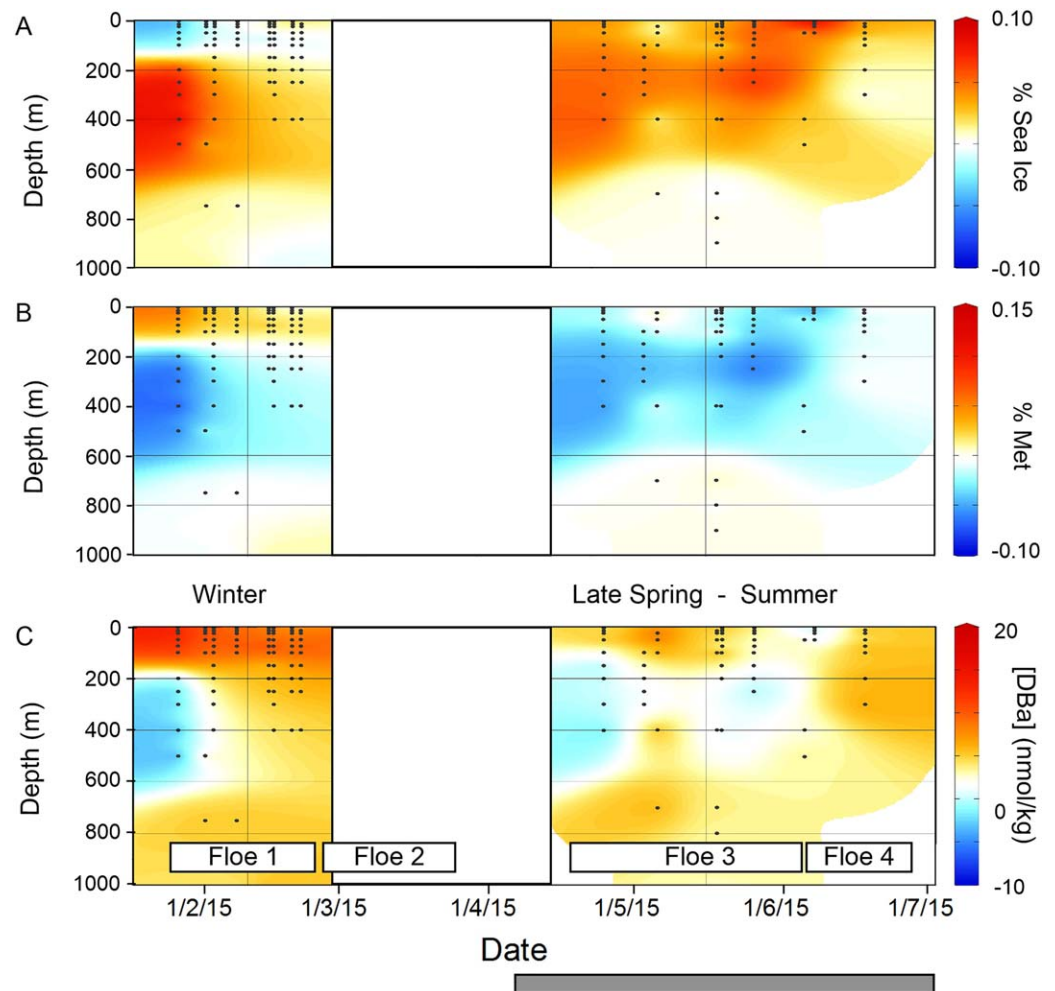 A
0
200
400
600
800
1000
Depth (m)
0.10
% Sea Ice
-0.10
B
0
200
400
600
800
1000
Depth (m)
0.15
% Met
-0.10
Winter
Late Spring - Summer
C
0
200
400
600
800
1000
Depth (m)
20
[DBa] (nmol/kg)
0
-10
Floe 1
Floe 2
Floe 3
Floe 4
1/2/15
1/3/15
1/4/15
1/5/15
1/6/15
1/7/15
Date